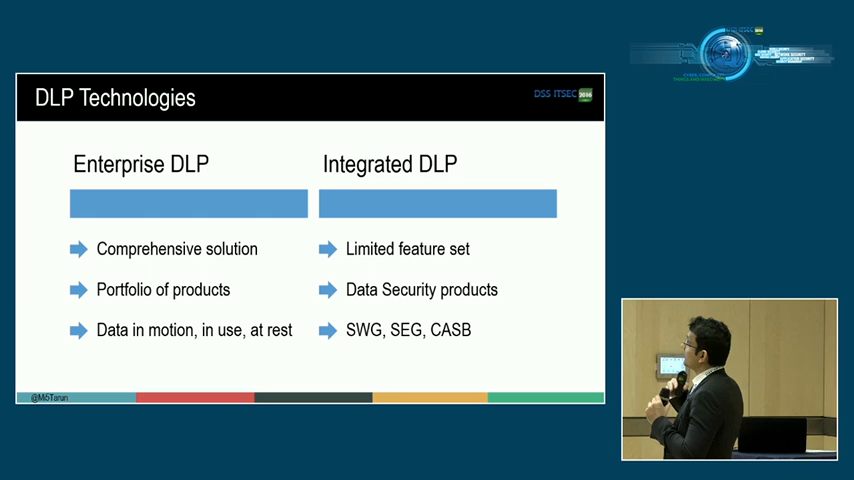 DLP Technologies
DSS ITSEC 2016
Enterprise DLP
Integrated DLP
Comprehensive solution
Limited feature set
Portfolio of products
Data Security products
Data in motion, in use, at rest
SWG, SEG, CASB
@Mi5Tarun